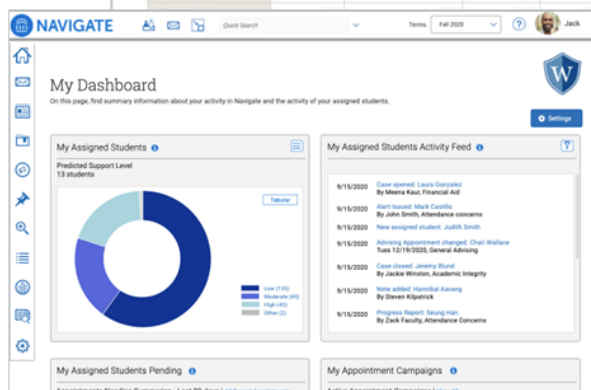 NAVIGATE
Quick Search
Terms
Fall 2020
?
Jack
W
My Dashboard
On this page, find summary information about your activity in Navigate and the activity of your assigned students.
Settings
My Assigned Students
Predicted Support Level
13 students
Tabular
Low (135)
Moderate (45)
High (45)
Other (2)
My Assigned Students Activity Feed
9/15/2020 Case opened: Laura Gonzalez
By Meena Kaur, Financial Aid
9/15/2020 Alert Issued: Mark Castillo
By John Smith, Attendance concerns
9/15/2020 New assigned student: Judith Smith
9/15/2020 Advising Appointment changed: Chari Wallace
Tues 12/19/2020, General Advising
9/15/2020 Case closed: Jeremy Blund
By Jackie Winston, Academic Integrity
9/15/2020 Note added: Hannibal Aavang
By Steven Kilpatrick
9/15/2020 Progress Report: Seung Han
By Zack Faculty, Attendance Concerns
My Assigned Students Pending
My Appointment Campaigns